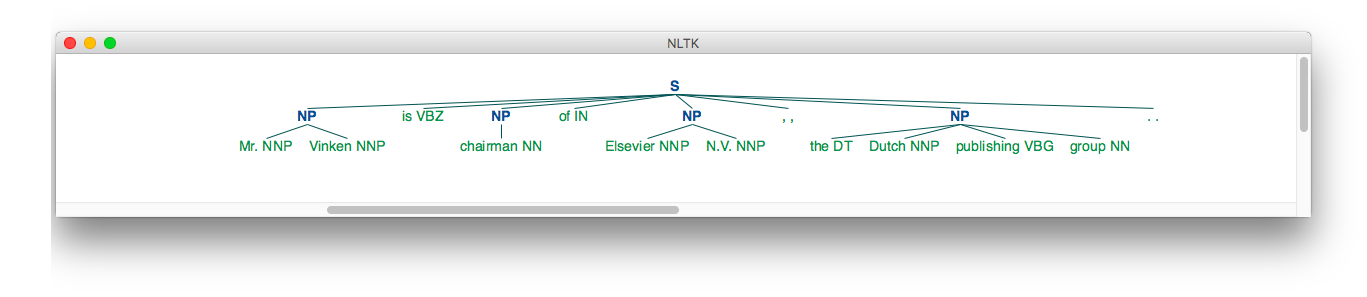 NLTK
S
NP is VBZ NP of IN NP , , NP . .
Mr. NNP Vinken NNP chairman NN Elsevier NNP N.V. NNP the DT Dutch NNP publishing VBG group NN